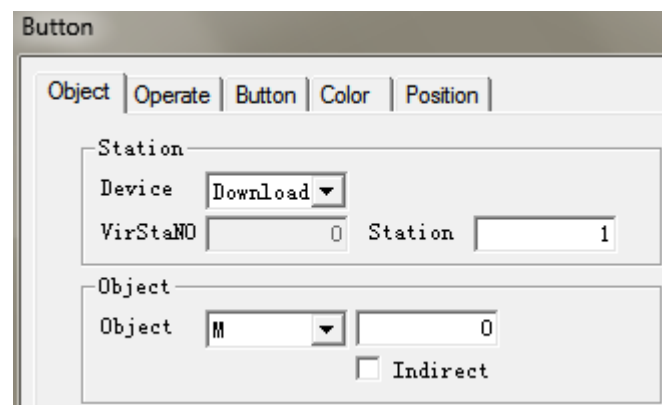 Button
Object Operate Button Color Position
Station
Device Download
VirStaNO 0 Station 1
Object
Object M 0
Indirect